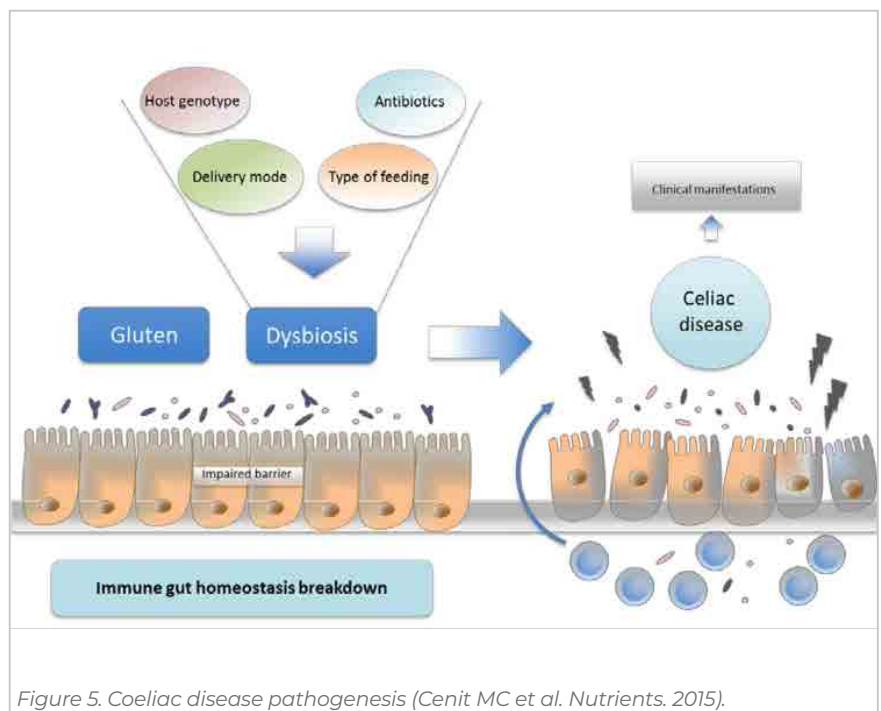 Host genotype
Antibiotics
Delivery mode
Type of feeding
Clinical manifestations
Gluten
Dysbiosis
Celiac
disease
Impaired barrier
Immune gut homeostasis breakdown
Figure 5. Coeliac disease pathogenesis (Cenit MC et al. Nutrients. 2015).